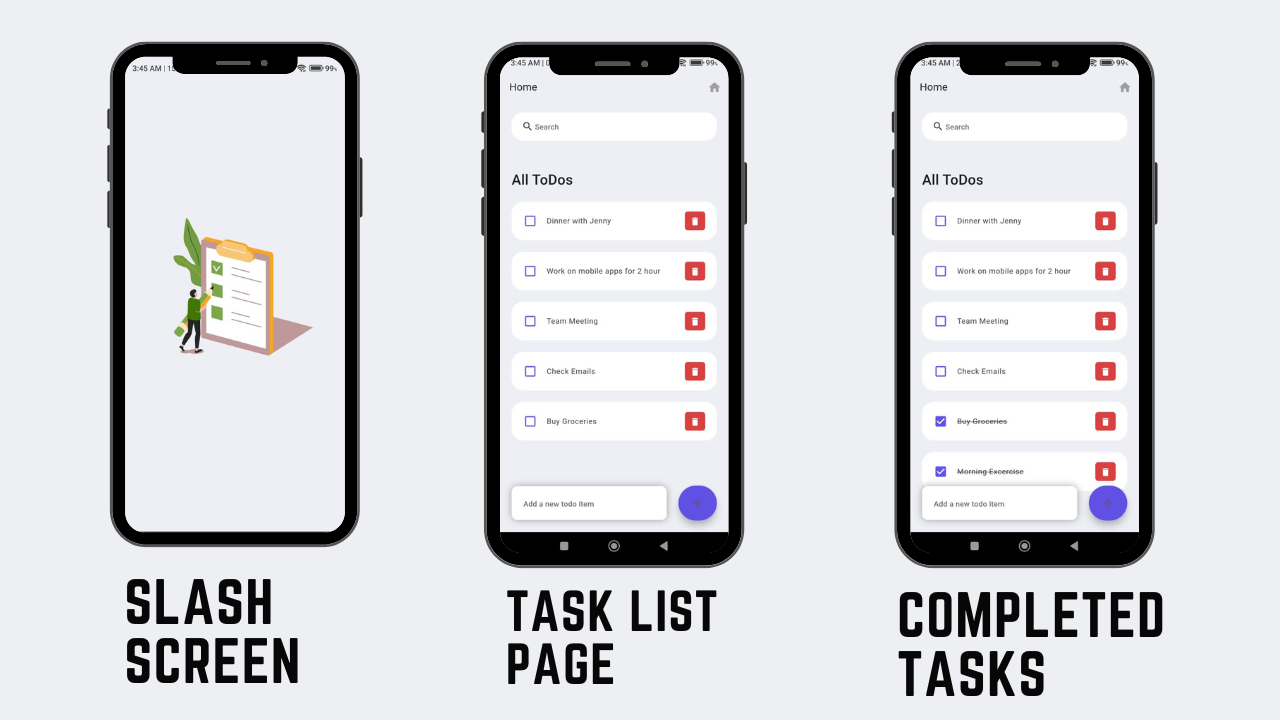 3:45 AM | 15
99%
SLASH
SCREEN
3:45 AM | 0
99%
Home
Search
All ToDos
Dinner with Jenny
Work on mobile apps for 2 hour
Team Meeting
Check Emails
Buy Groceries
Add a new todo item
+
TASK LIST
PAGE
3:45 AM | 2
99%
Home
Search
All ToDos
Dinner with Jenny
Work on mobile apps for 2 hour
Team Meeting
Check Emails
Buy Groceries
Morning Excercise
Add a new todo item
+
COMPLETED
TASKS